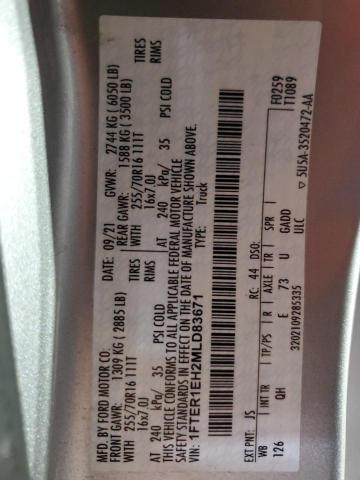 MFD. BY FORD MOTOR CO.
DATE: 09/21 GVWR: 2744 KG (6050 LB)
FRONT GAWR: 1309 KG (2885 LB) REAR GAWR: 1588 KG (3500 LB)
WITH 255/70R16 111T TIRES WITH 255/70R16 111T TIRES
16x7.0J RIMS 16x7.0J RIMS
AT 240 kPa/ 35 PSI COLD AT 240 kPa/ 35 PSI COLD
THIS VEHICLE CONFORMS TO ALL APPLICABLE FEDERAL MOTOR VEHICLE
SAFETY STANDARDS IN EFFECT ON THE DATE OF MANUFACTURE SHOWN ABOVE.
VIN: 1FTER1EH2MLD83671 F0259
Truck T1089
EXT PNT: JS RC: 44 DSO:
WB INT TR TP/PS R AXLE TR SPR
126 QH E 73 U GADD
ULC
3202109285335 5U5A-3520472-AA